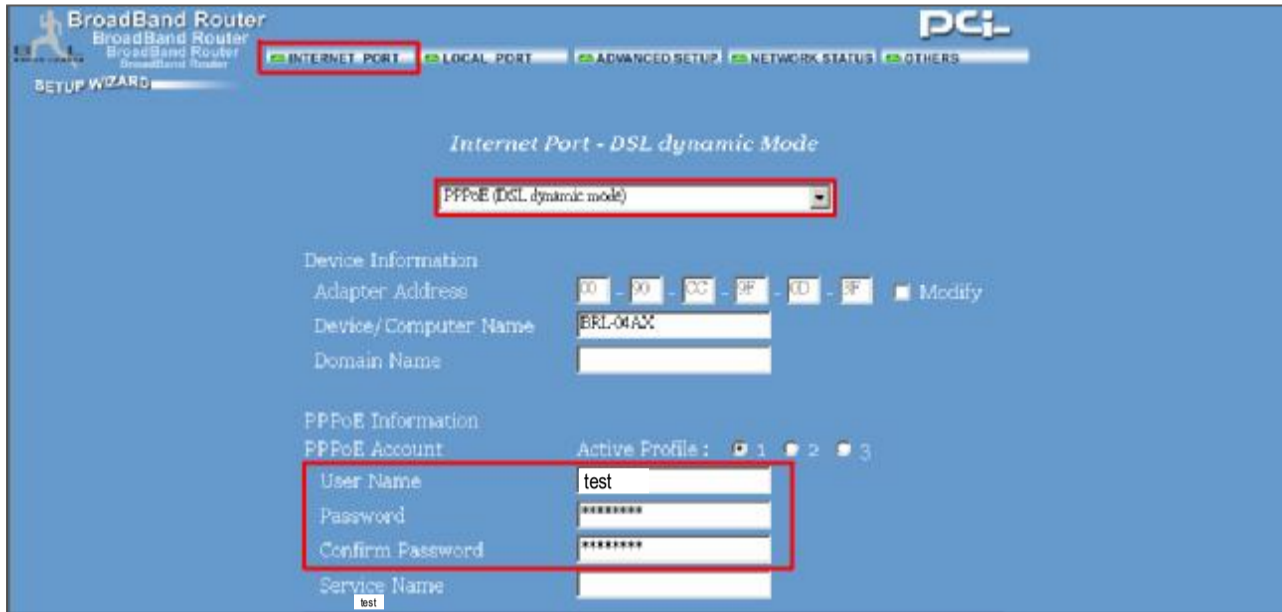 BroadBand Router
BroadBand Router
BroadBand Router
BroadBand Router
PCi
INTERNET PORT LOCAL PORT ADVANCED SETUP NETWORK STATUS OTHERS
SETUP WIZARD
Internet Port - DSL dynamic Mode
PPPoE (DSL dynamic mode)
Device Information
Adapter Address 00 - 90 - CC - 9F - 0D - 3F Modify
Device/Computer Name BRL-04AX
Domain Name
PPPoE Information
PPPoE Account Active Profile : 1 2 3
User Name test
Password ********
Confirm Password ********
Service Name
test